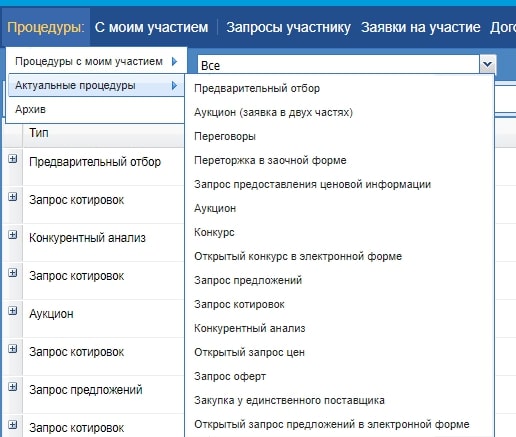 Процедуры: С моим участием Запросы участнику Заявки на участие Дого
Процедуры с моим участием
Актуальные процедуры
Архив
Все
Предварительный отбор
Аукцион (заявка в двух частях)
Переговоры
Переторжка в заочной форме
Запрос предоставления ценовой информации
Аукцион
Конкурс
Открытый конкурс в электронной форме
Запрос предложений
Запрос котировок
Конкурентный анализ
Открытый запрос цен
Запрос оферт
Закупка у единственного поставщика
Открытый запрос предложений в электронной форме
Тип
Предварительный отбор
Запрос котировок
Конкурентный анализ
Запрос котировок
Аукцион
Запрос котировок
Запрос предложений
Запрос котировок